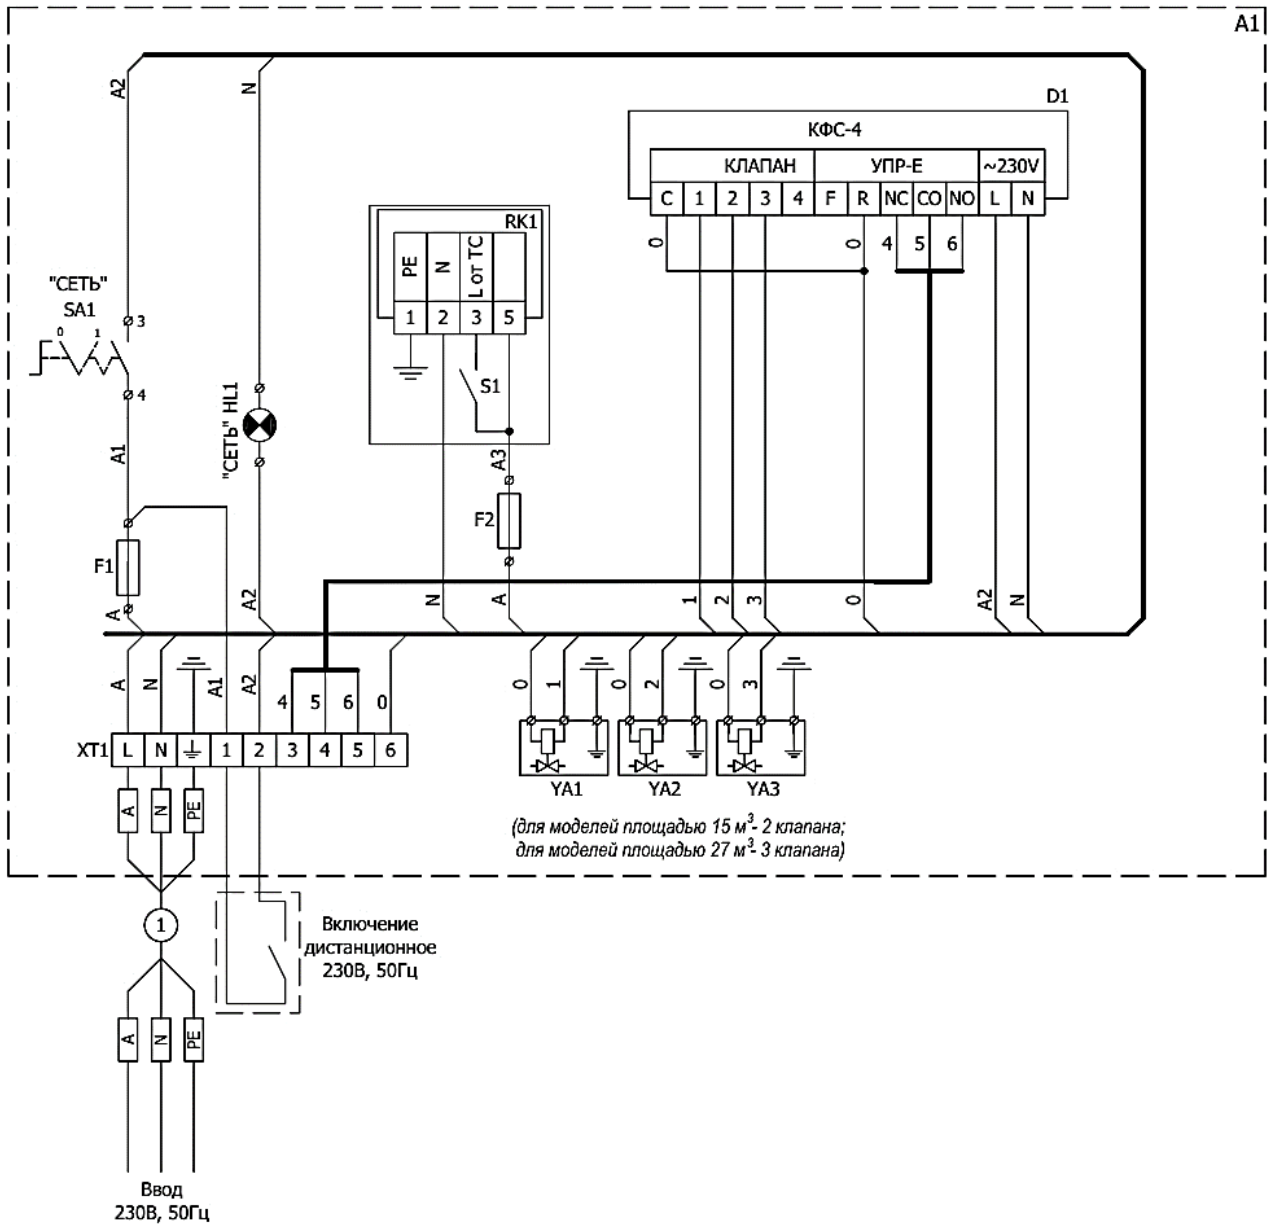 A1
A2
N
D1
КФС-4
КЛАПАН УПР-Е ~230V
C 1 2 3 4 F R NC CO NO L N
0 0 4 5 6
RK1
PE N L от ТС
1 2 3 5
S1
"СЕТЬ"
SA1
0 1
3
4
A1
"СЕТЬ" HL1
A3
F2
F1
A A2 N A 1 2 3 0 A2 N
A N A1 A2 4 5 6 0
0 1 0 2 0 3
XT1 L N 1 2 3 4 5 6
YA1 YA2 YA3
A N PE
(для моделей площадью 15 м³- 2 клапана;
для моделей площадью 27 м³- 3 клапана)
1
Включение
дистанционное
230В, 50Гц
A N PE
Ввод
230В, 50Гц